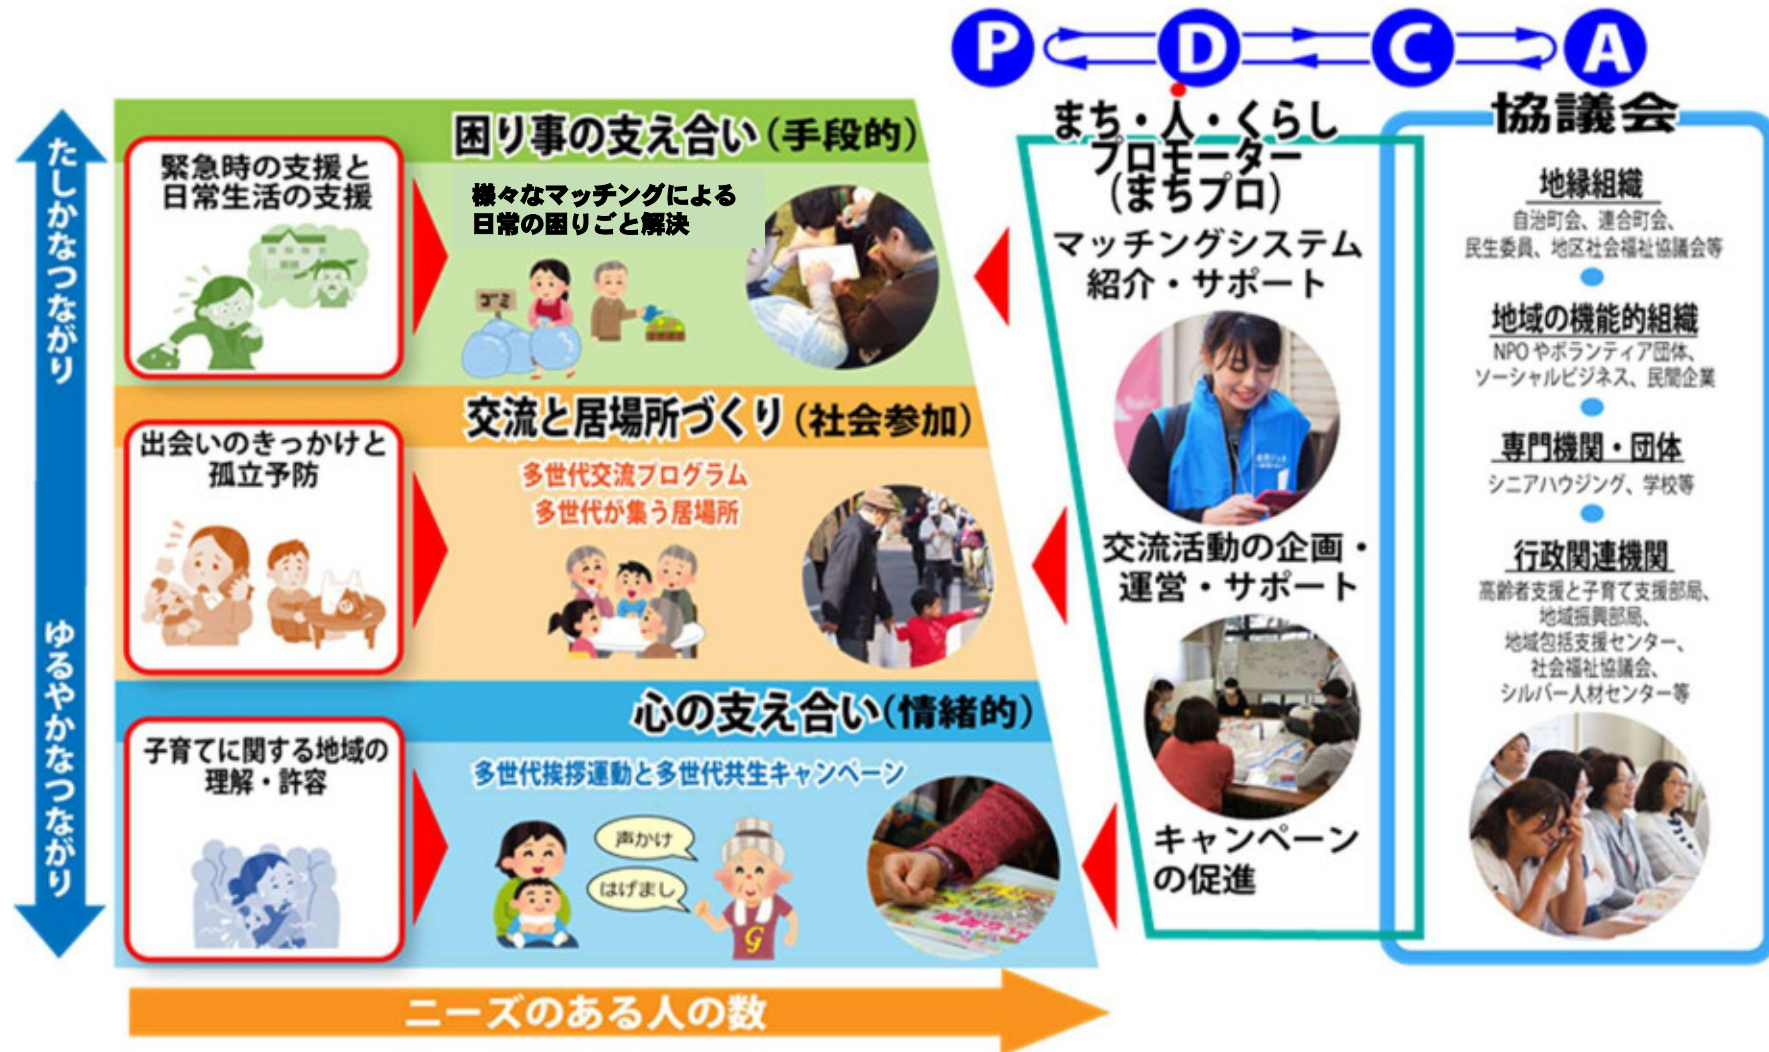 P
D
C
A
たしかなつながり
ゆるやかなつながり
困り事の支え合い（手段的）
緊急時の支援と
日常生活の支援
様々なマッチングによる
日常の困りごと解決
ゴミ
交流と居場所づくり（社会参加）
出会いのきっかけと
孤立予防
多世代交流プログラム
多世代が集う居場所
心の支え合い（情緒的）
子育てに関する地域の
理解・許容
多世代挨拶運動と多世代共生キャンペーン
声かけ
はげまし
G
ニーズのある人の数
まち・人・くらし
プロモーター
（まちプロ）
マッチングシステム
紹介・サポート
交流活動の企画・
運営・サポート
キャンペーン
の促進
協議会
地縁組織
自治町会、連合町会、
民生委員、地区社会福祉協議会等
地域の機能的組織
NPOやボランティア団体、
ソーシャルビジネス、民間企業
専門機関・団体
シニアハウジング、学校等
行政関連機関
高齢者支援と子育て支援部局、
地域振興部局、
地域包括支援センター、
社会福祉協議会、
シルバー人材センター等